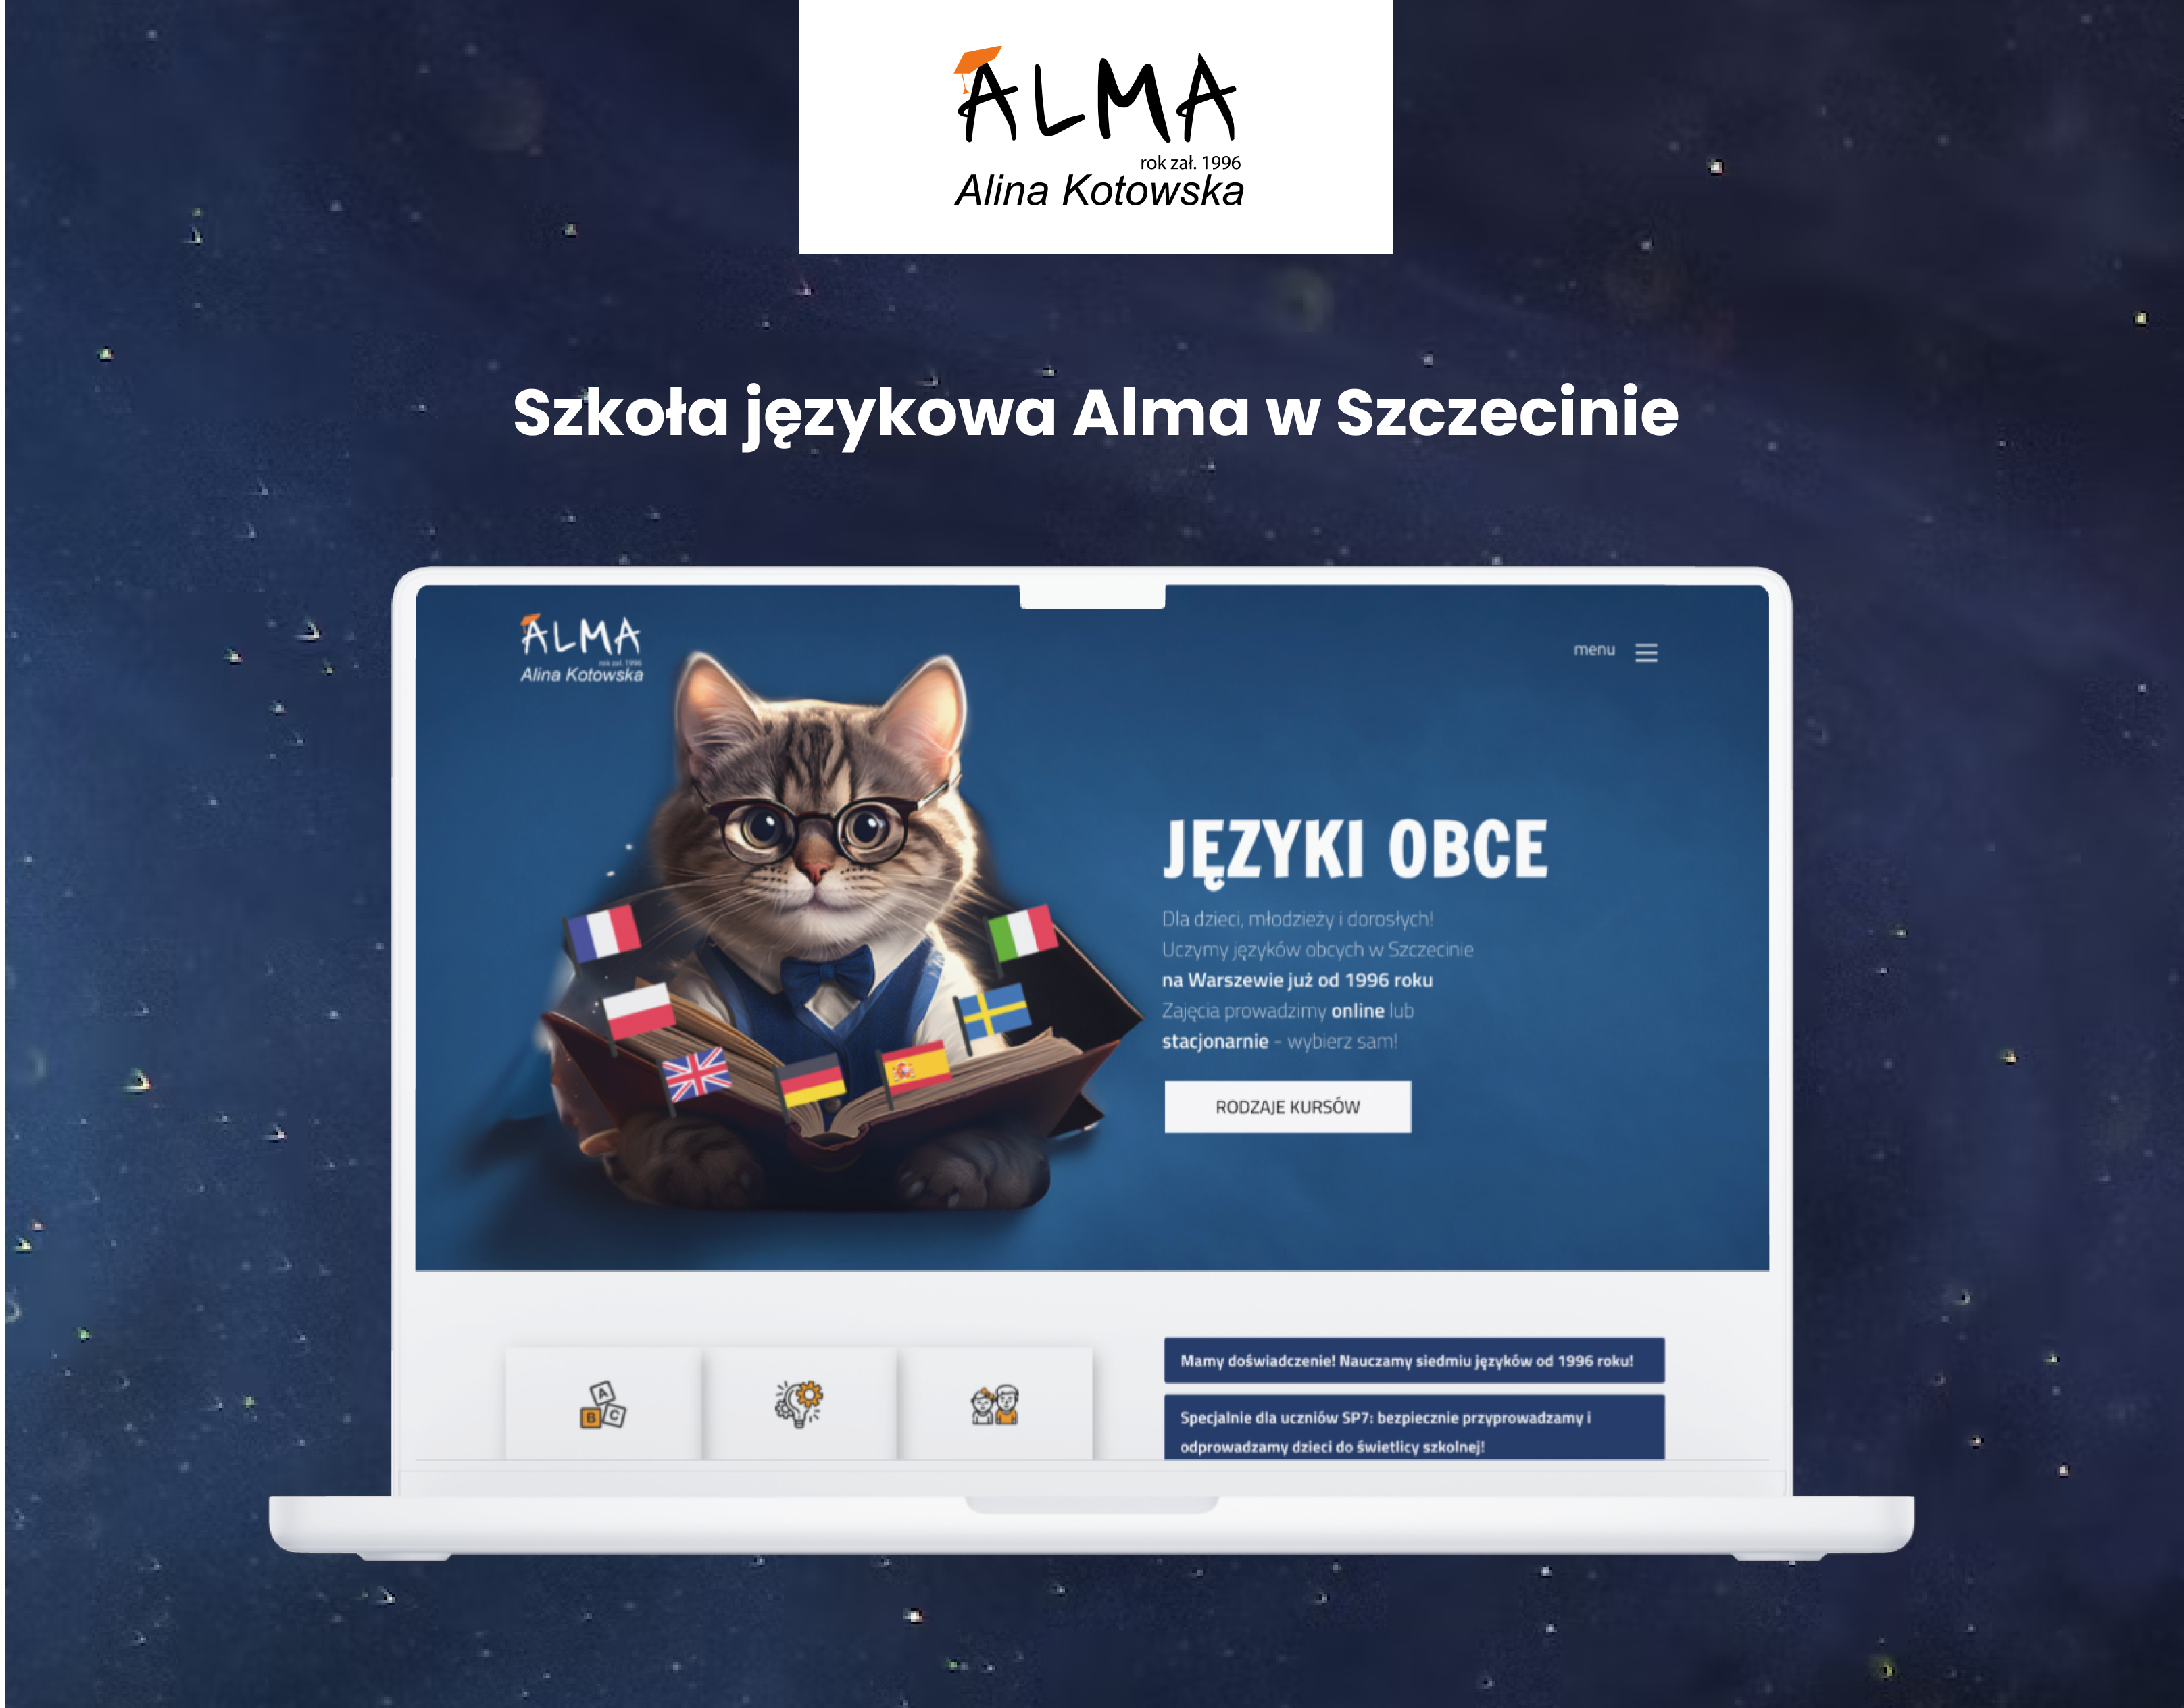 ALMA
rok zał. 1996
Alina Kotowska
Szkoła językowa Alma w Szczecinie
ALMA
rok zał. 1996
Alina Kotowska
menu
JĘZYKI OBCE
Dla dzieci, młodzieży i dorosłych!
Uczymy języków obcych w Szczecinie
na Warszewie już od 1996 roku
Zajęcia prowadzimy online lub
stacjonarnie - wybierz sam!
RODZAJE KURSÓW
A
B C
Mamy doświadczenie! Nauczamy siedmiu języków od 1996 roku!
Specjalnie dla uczniów SP7: bezpiecznie przyprowadzamy i
odprowadzamy dzieci do świetlicy szkolnej!